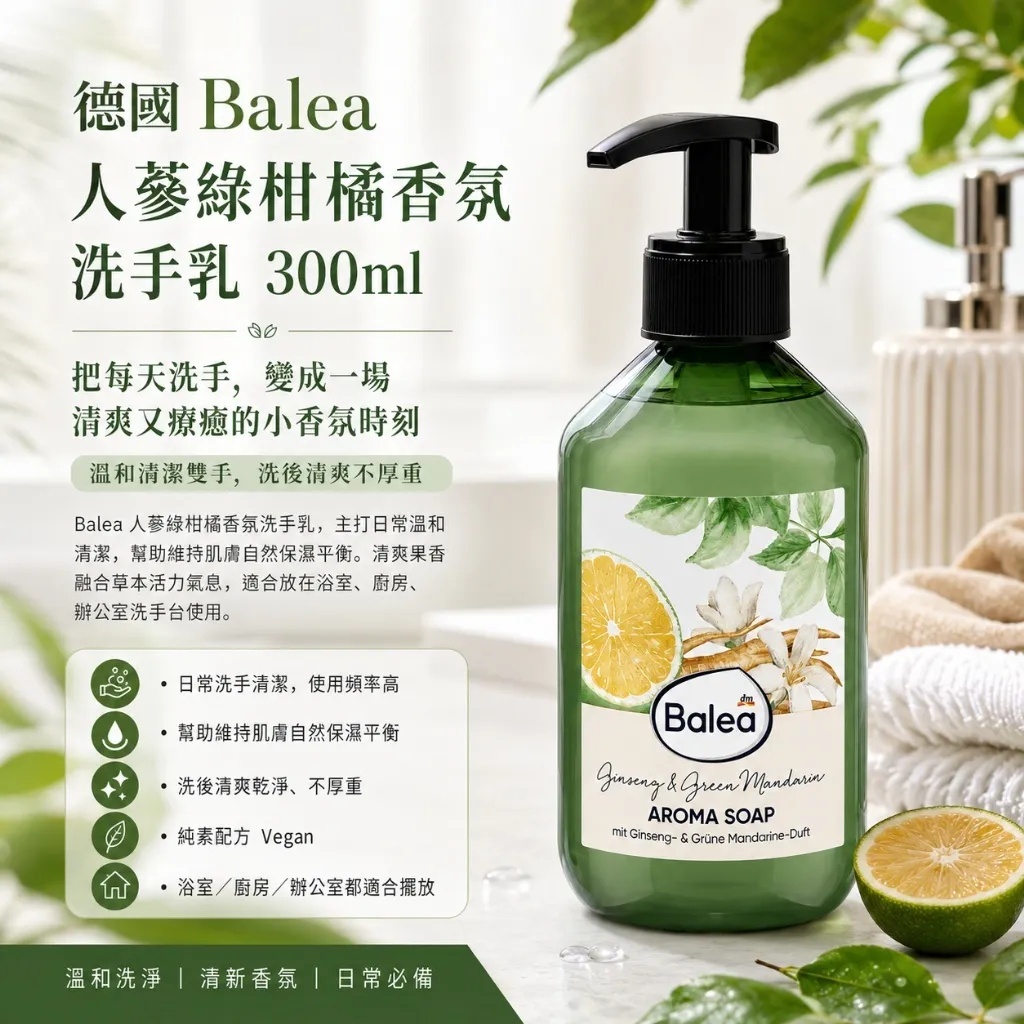 德國 Balea
人蔘綠柑橘香氛
洗手乳 300ml
把每天洗手，變成一場
清爽又療癒的小香氛時刻
溫和清潔雙手，洗後清爽不厚重
Balea 人蔘綠柑橘香氛洗手乳，主打日常溫和
清潔，幫助維持肌膚自然保濕平衡。清爽果香
融合草本活力氣息，適合放在浴室、廚房、
辦公室洗手台使用。
• 日常洗手清潔，使用頻率高
• 幫助維持肌膚自然保濕平衡
• 洗後清爽乾淨、不厚重
• 純素配方 Vegan
• 浴室／廚房／辦公室都適合擺放
溫和洗淨 | 清新香氛 | 日常必備
dm
Balea
Ginseng & Green Mandarin
AROMA SOAP
mit Ginseng- & Grüne Mandarine-Duft